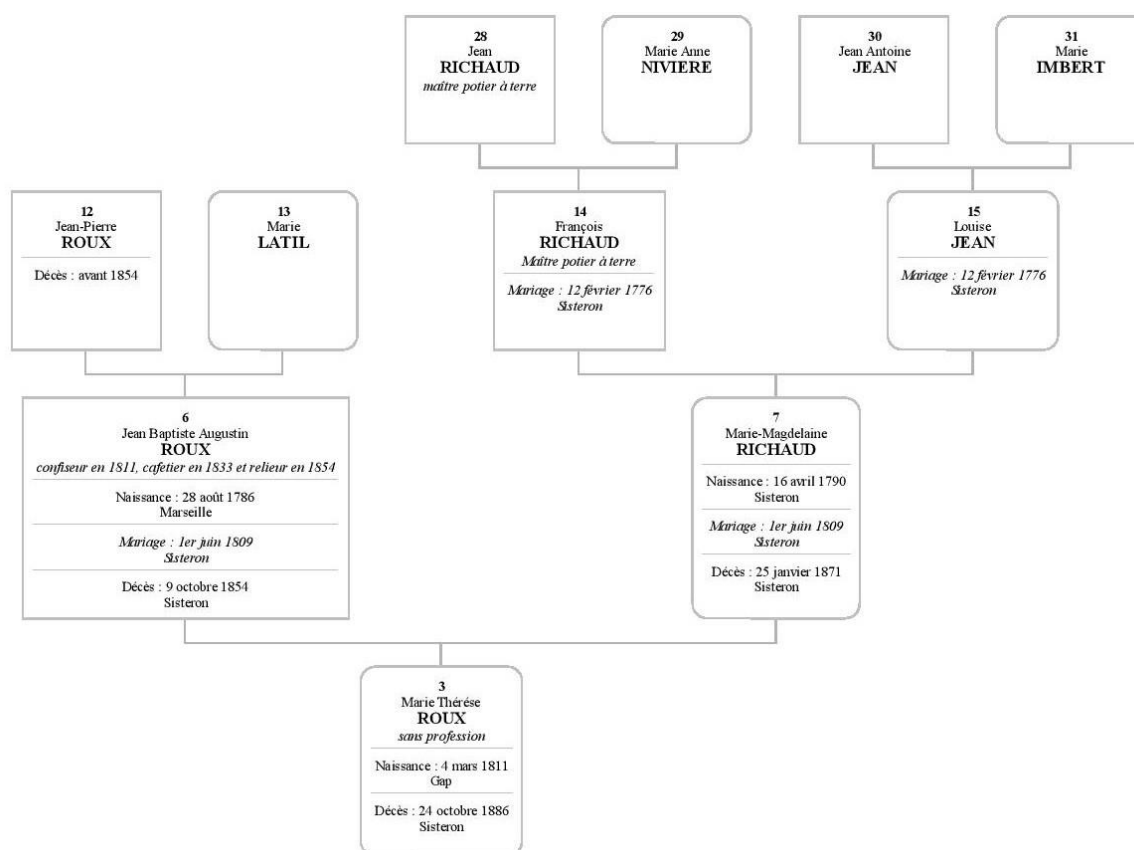 28
Jean
RICHAUD
maître potier à terre
29
Marie Anne
NIVIERE
30
Jean Antoine
JEAN
31
Marie
IMBERT
12
Jean-Pierre
ROUX
Décès : avant 1854
13
Marie
LATIL
14
François
RICHAUD
Maître potier à terre
Mariage : 12 février 1776
Sisteron
15
Louise
JEAN
Mariage : 12 février 1776
Sisteron
6
Jean Baptiste Augustin
ROUX
confiseur en 1811, cafetier en 1833 et relieur en 1854
Naissance : 28 août 1786
Marseille
Mariage : 1er juin 1809
Sisteron
Décès : 9 octobre 1854
Sisteron
7
Marie-Magdelaine
RICHAUD
Naissance : 16 avril 1790
Sisteron
Mariage : 1er juin 1809
Sisteron
Décès : 25 janvier 1871
Sisteron
3
Marie Thérése
ROUX
sans profession
Naissance : 4 mars 1811
Gap
Décès : 24 octobre 1886
Sisteron